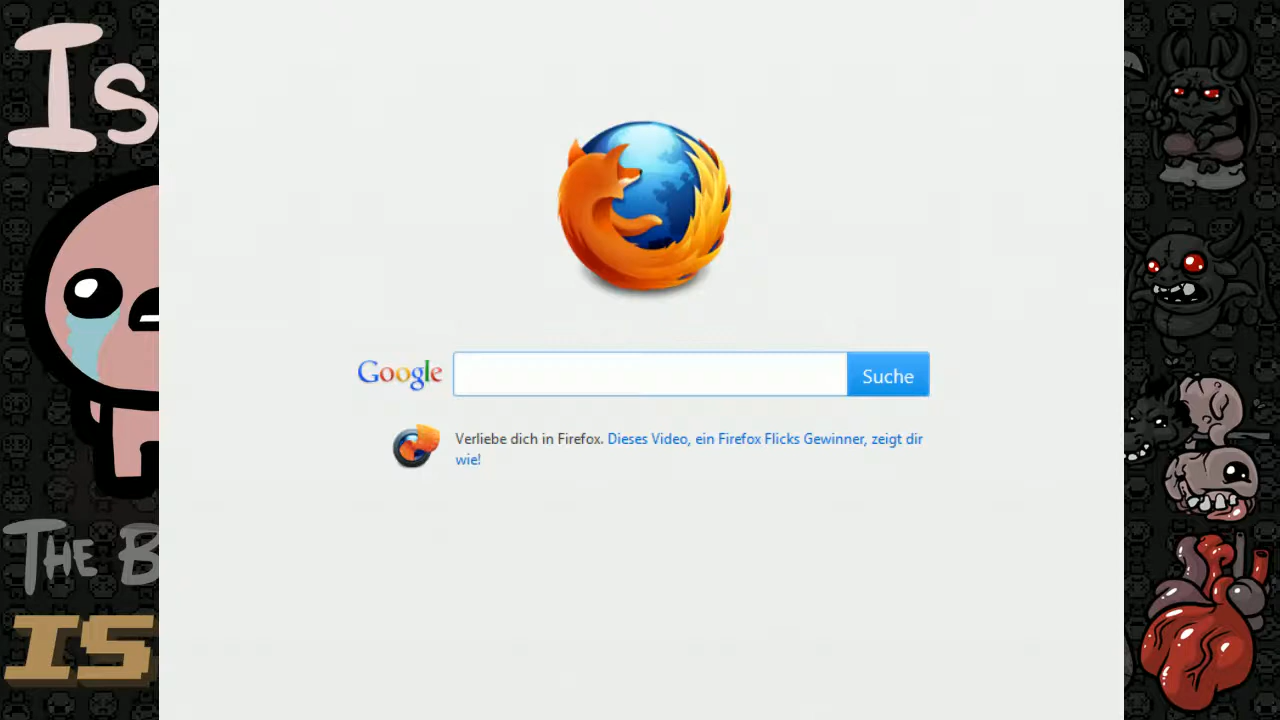 Is
Google
Suche
Verliebe dich in Firefox. Dieses Video, ein Firefox Flicks Gewinner, zeigt dir
wie!
THE B
IS